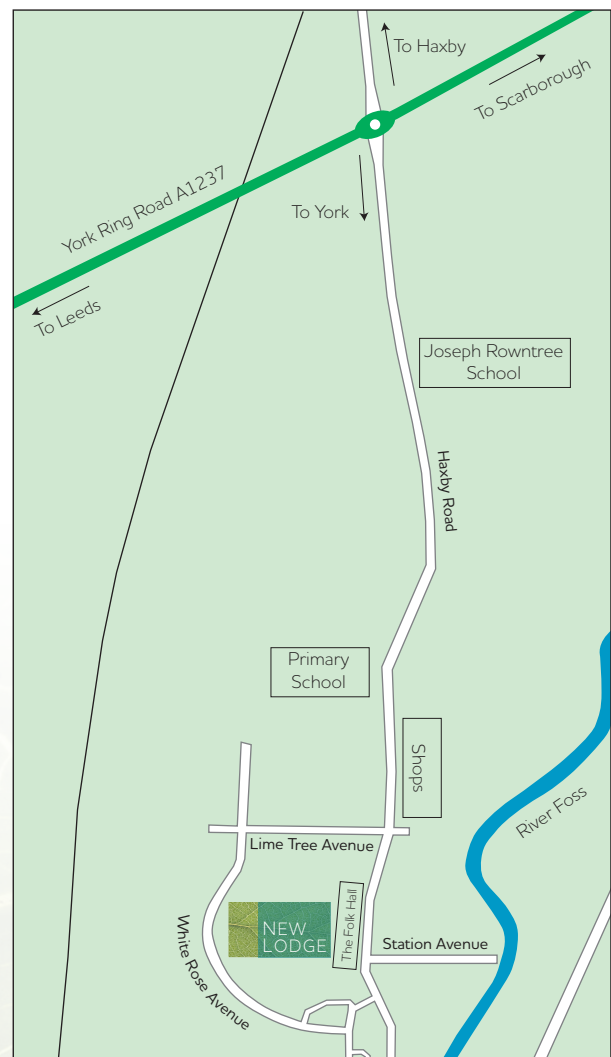 To Haxby
To Scarborough
York Ring Road A1237
To York
To Leeds
Joseph Rowntree
School
Haxby Road
Primary
School
Shops
River Foss
Lime Tree Avenue
The Folk Hall
NEW
LODGE
White Rose Avenue
Station Avenue